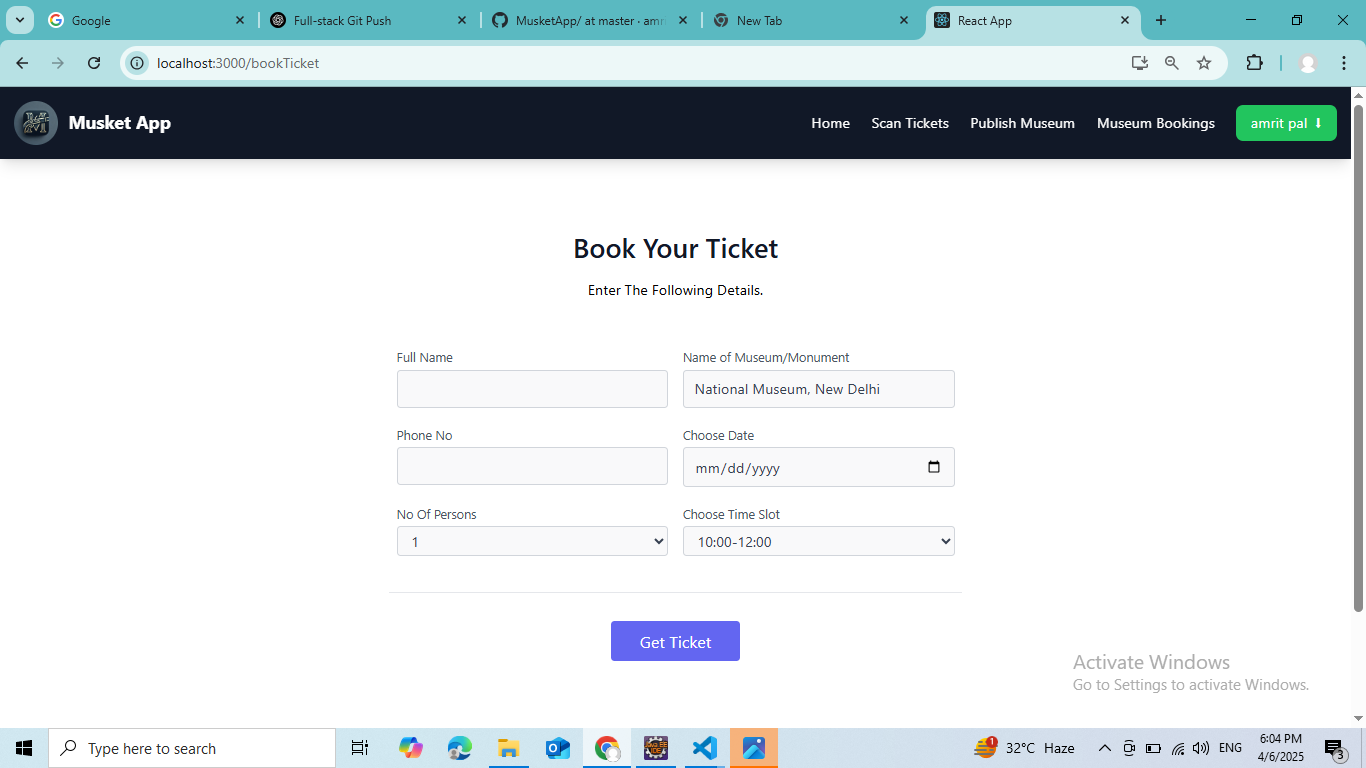 Google
Full-stack Git Push
MusketApp/ at master · amri
New Tab
React App
localhost:3000/bookTicket
Musket App
Home
Scan Tickets
Publish Museum
Museum Bookings
amrit pal ⬇
Book Your Ticket
Enter The Following Details.
Full Name
Name of Museum/Monument
National Museum, New Delhi
Phone No
Choose Date
mm/dd/yyyy
No Of Persons
Choose Time Slot
1
10:00-12:00
Get Ticket
Activate Windows
Go to Settings to activate Windows.
Type here to search
1
32°C Haze
ENG
6:04 PM
4/6/2025
3